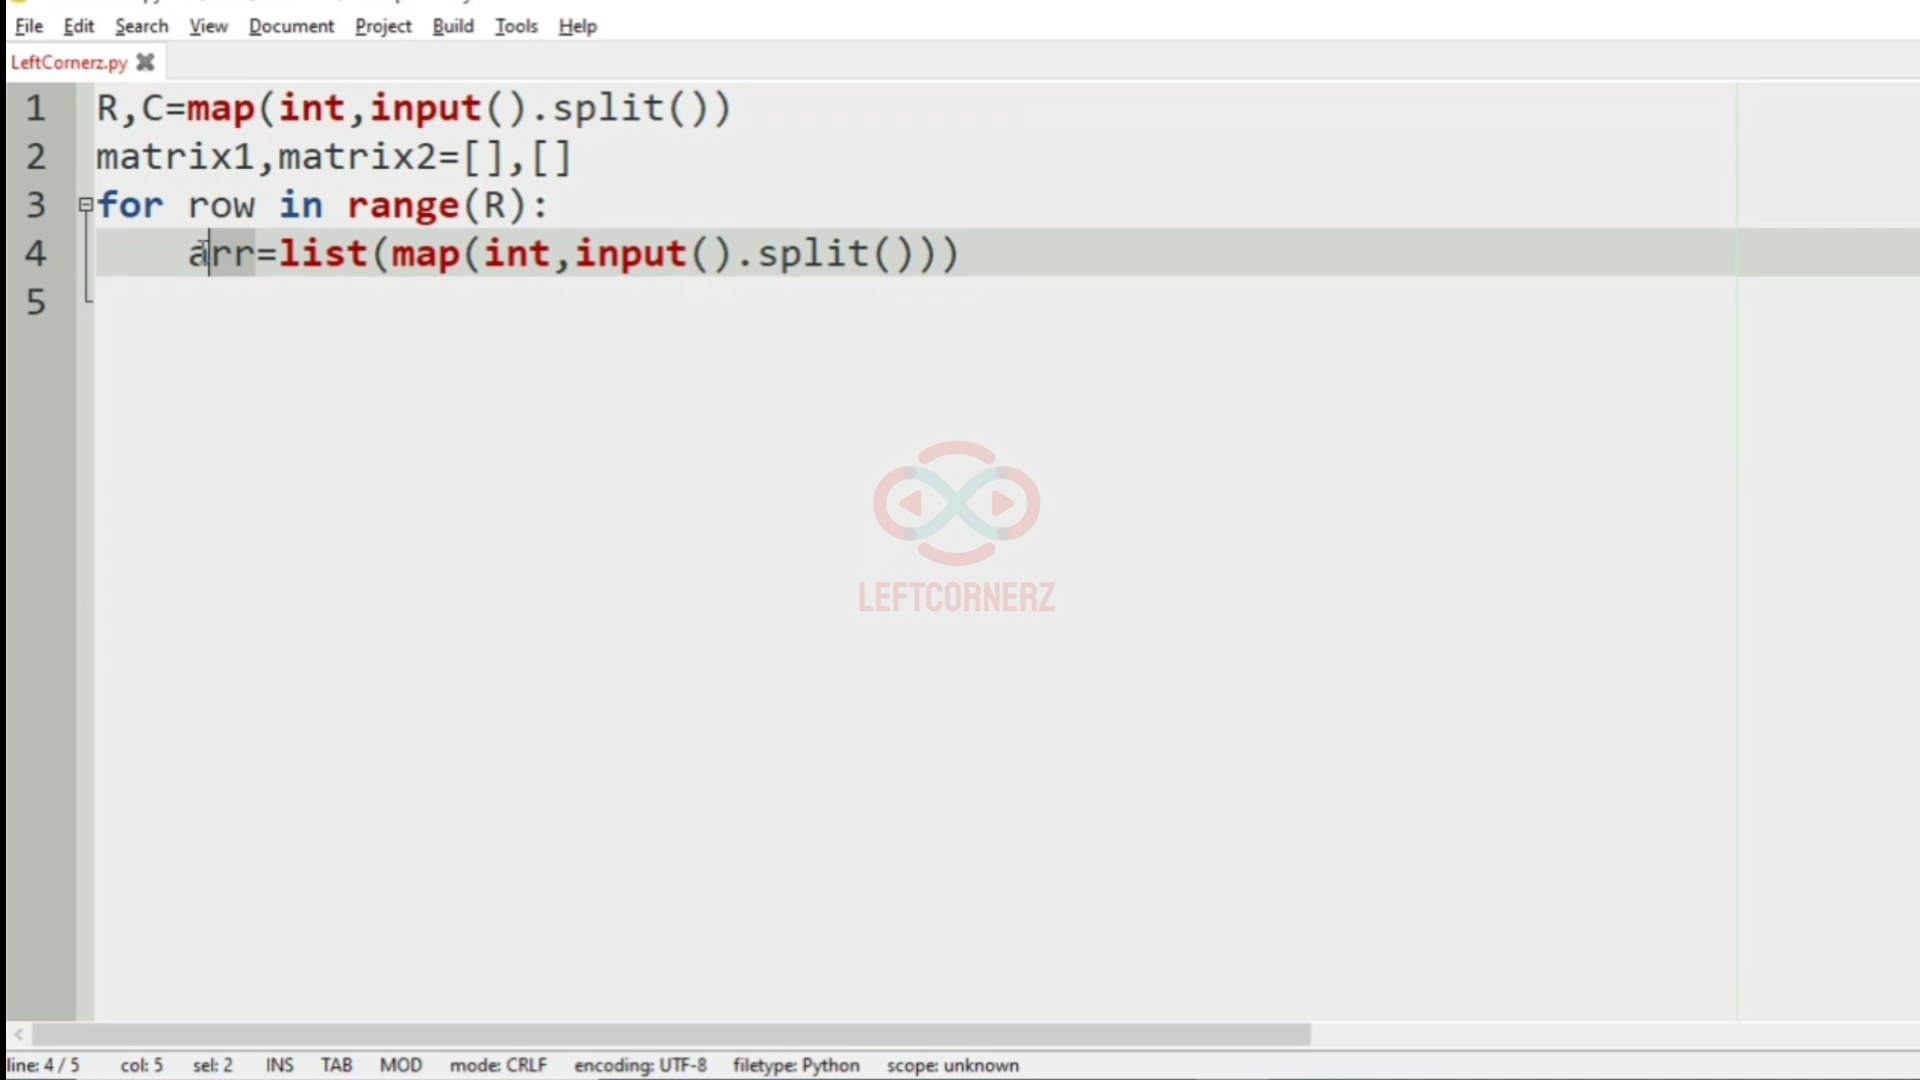 File Edit Search View Document Project Build Tools Help
LeftCornerz.py
1 R,C=map(int,input().split())
2 matrix1,matrix2=[],[]
3 for row in range(R):
4 arr=list(map(int,input().split()))
5
LEFTCORNERZ
line: 4 / 5 col: 5 sel: 2 INS TAB MOD mode: CRLF encoding: UTF-8 filetype: Python scope: unknown